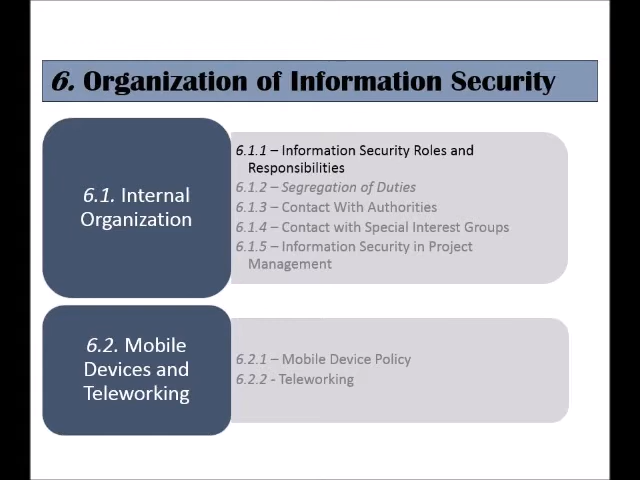 6. Organization of Information Security
6.1. Internal
Organization
6.1.1 – Information Security Roles and
Responsibilities
6.1.2 – Segregation of Duties
6.1.3 – Contact With Authorities
6.1.4 – Contact with Special Interest Groups
6.1.5 – Information Security in Project
Management
6.2. Mobile
Devices and
Teleworking
6.2.1 – Mobile Device Policy
6.2.2 - Teleworking